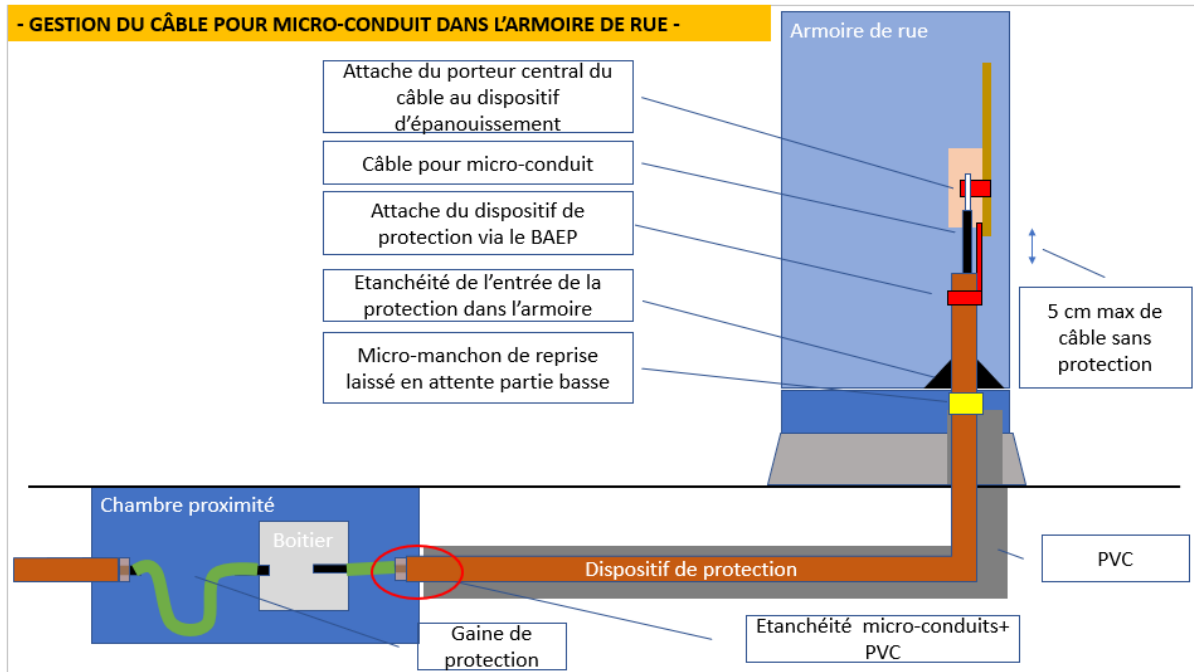 - GESTION DU CÂBLE POUR MICRO-CONDUIT DANS L’ARMOIRE DE RUE -
Armoire de rue
Attache du porteur central du
câble au dispositif
d’épanouissement
Câble pour micro-conduit
Attache du dispositif de
protection via le BAEP
Etanchéité de l’entrée de la
protection dans l’armoire
Micro-manchon de reprise
laissé en attente partie basse
5 cm max de
câble sans
protection
Chambre proximité
Boitier
Dispositif de protection
PVC
Gaine de
protection
Etanchéité micro-conduits+
PVC